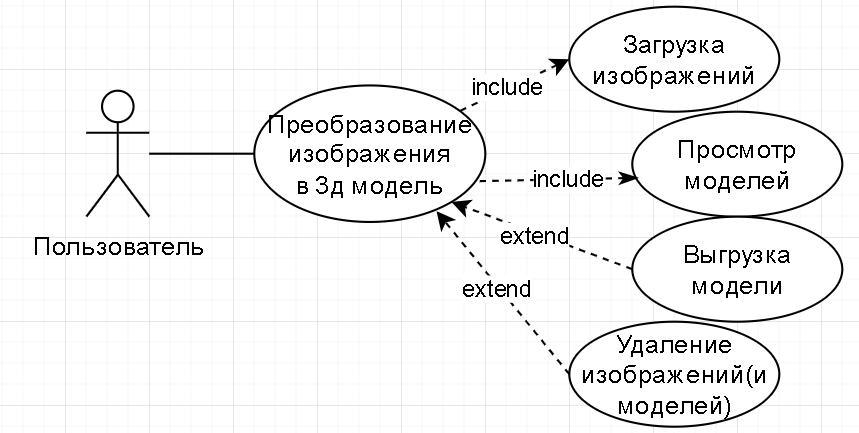 Загрузка
изображений
include
Преобразование
изображения
в 3д модель
Просмотр
моделей
include
Пользователь
extend
Выгрузка
модели
extend
Удаление
изображений(и
моделей)